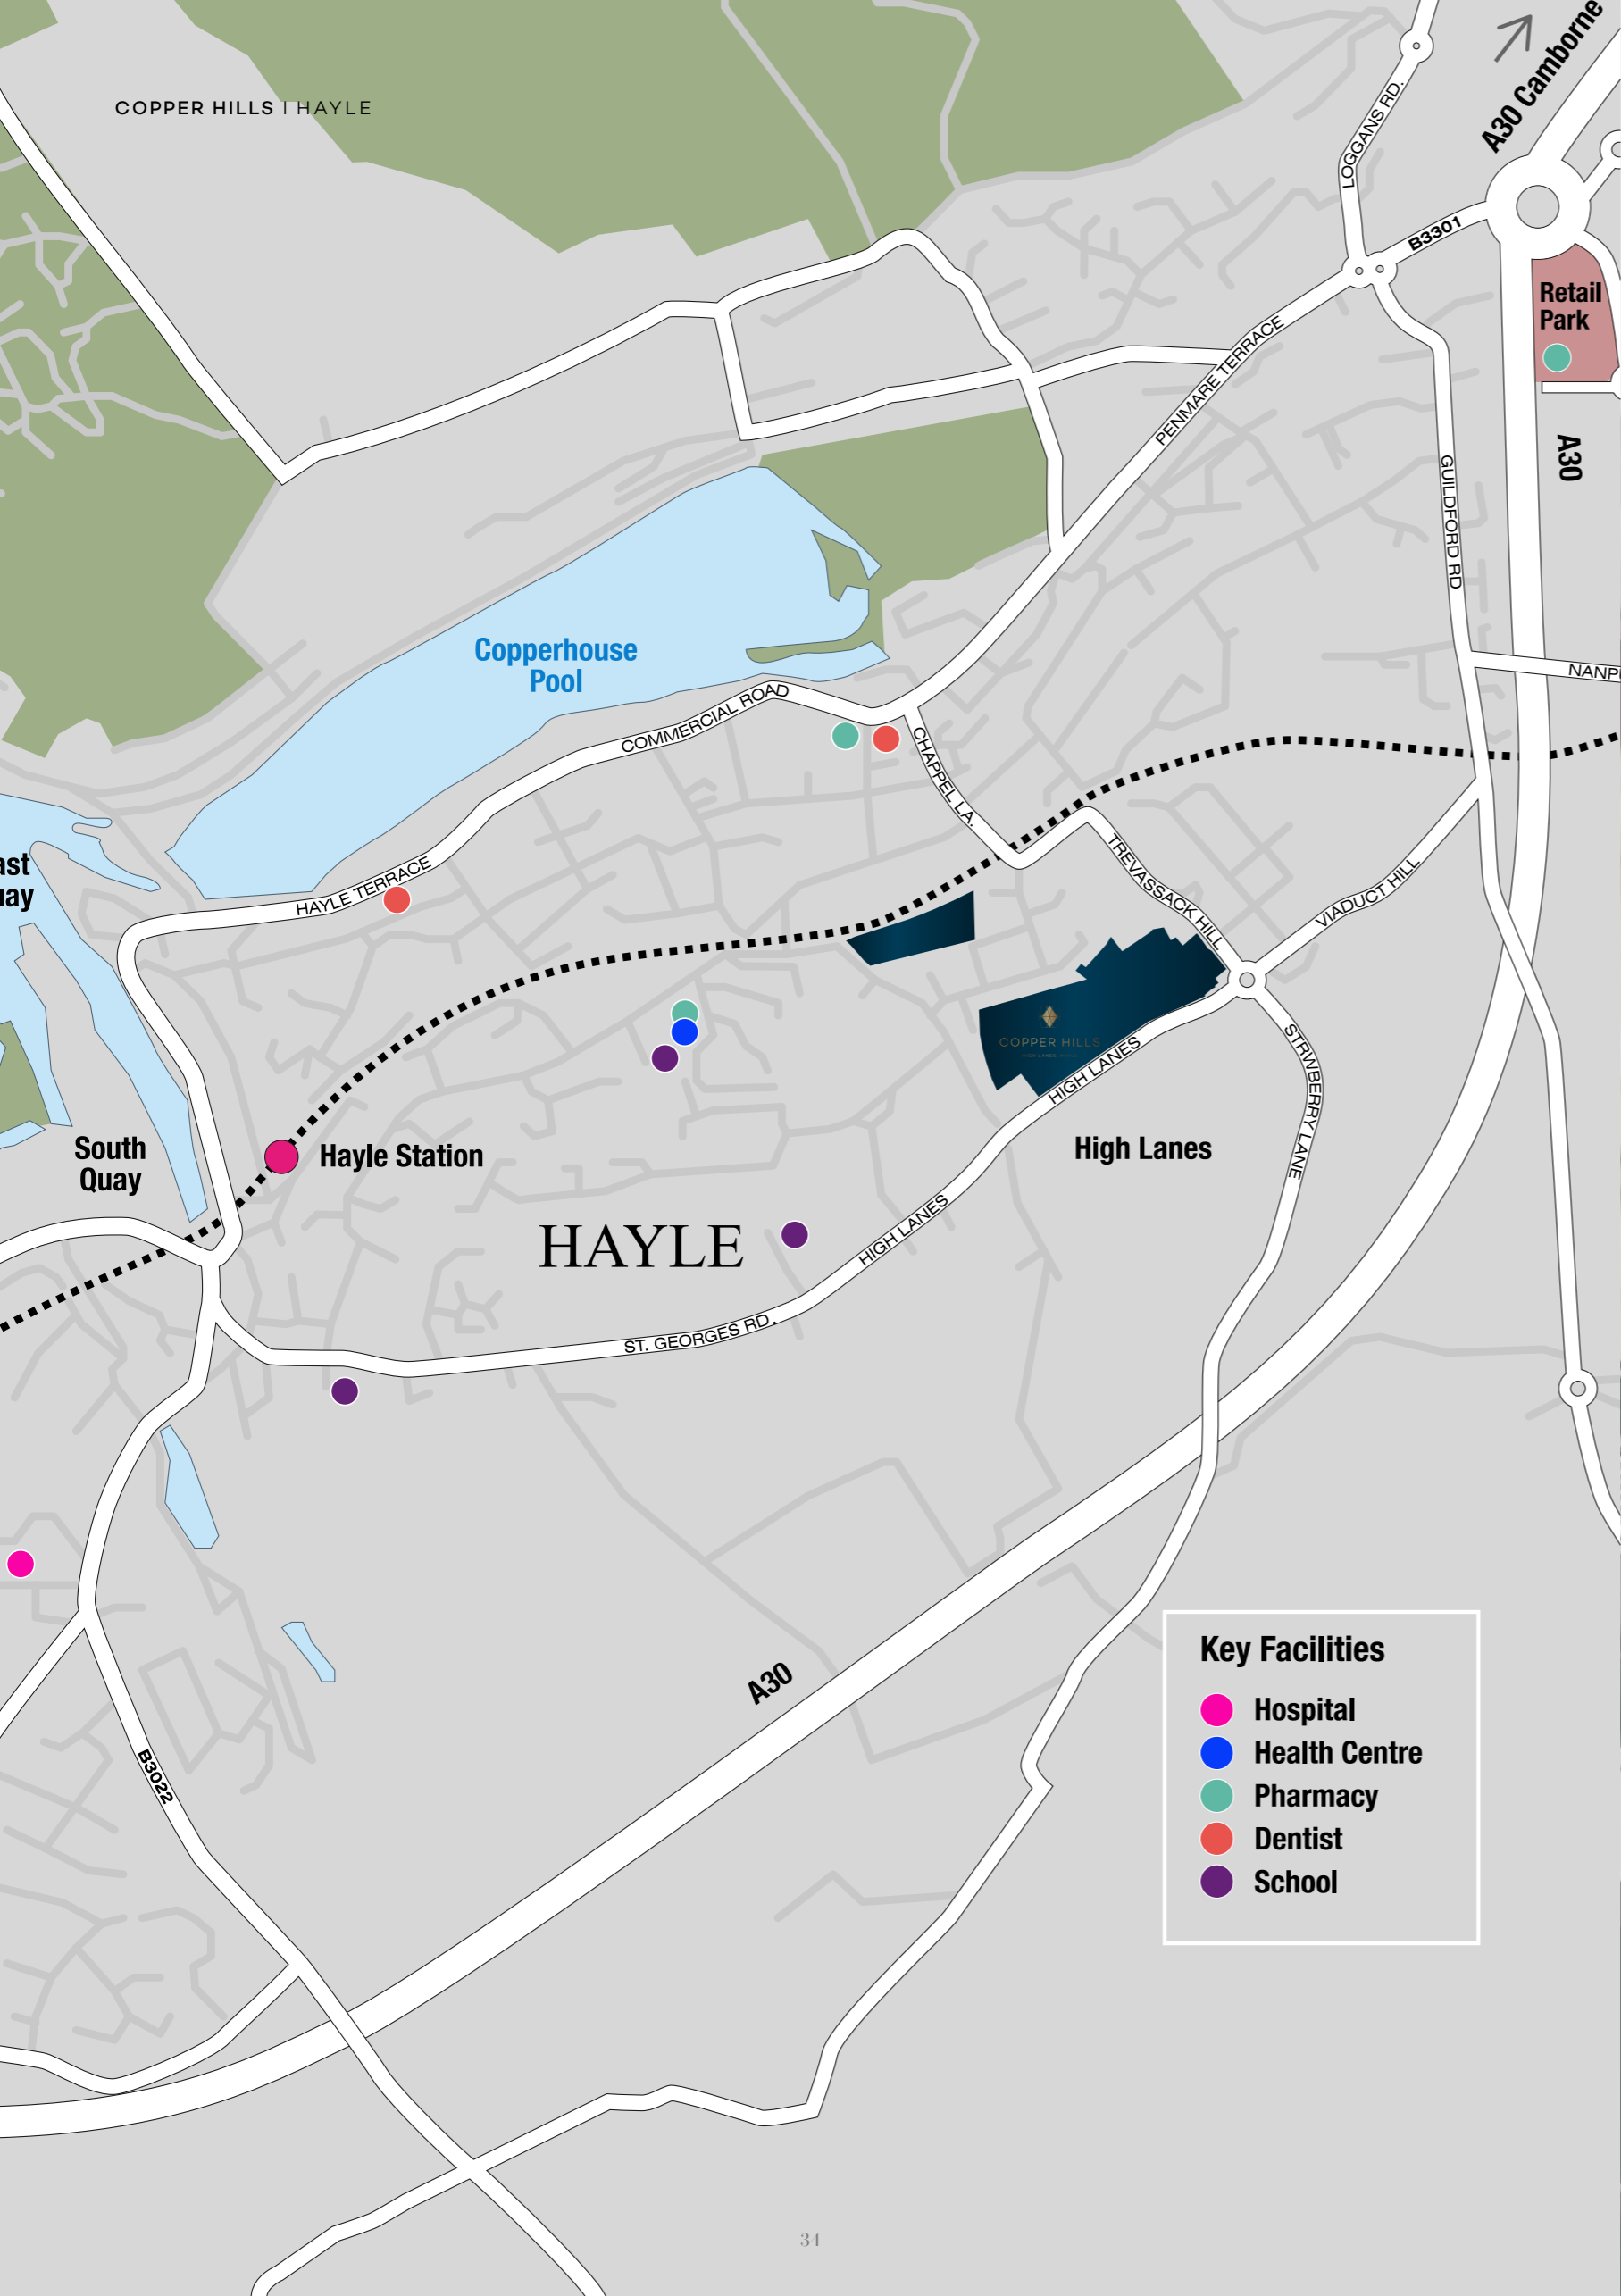 COPPER HILLS | HAYLE
A30 Camborne
LOGGANS RD.
B3301
Retail
Park
PENMARE TERRACE
A30
GUILDFORD RD
Copperhouse
Pool
NANPU
COMMERCIAL ROAD
CHAPPEL LA.
TREVASSACK HILL
VIADUCT HILL
ast
uay
HAYLE TERRACE
COPPER HILLS
HIGH LANES
STRWBERRY LANE
South
Quay
Hayle Station
High Lanes
HAYLE
HIGH LANES
ST. GEORGES RD.
A30
B3022
Key Facilities
Hospital
Health Centre
Pharmacy
Dentist
School
34